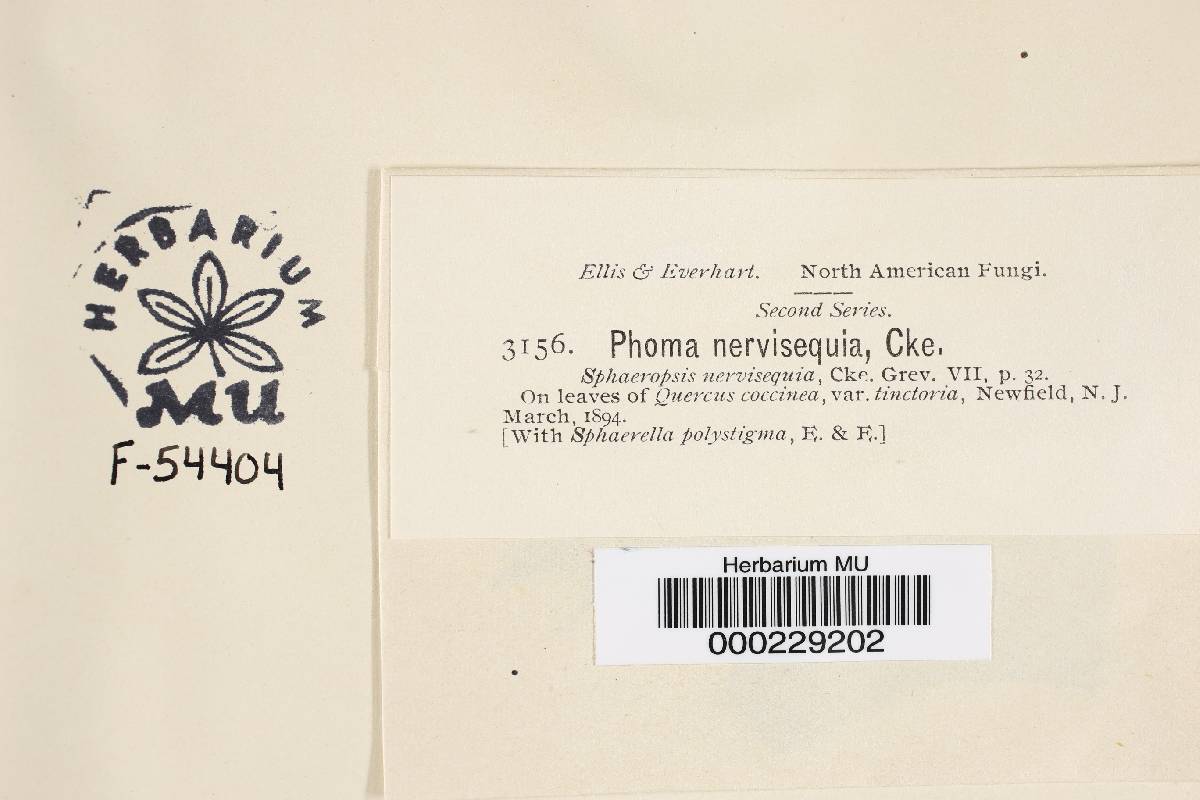 HERBARIUM
MU
F-54404
Ellis & Everhart. North American Fungi.
Second Series.
3156. Phoma nervisequia, Cke.
Sphaeropsis nervisequia, Cke. Grev. VII, p. 32.
On leaves of Quercus coccinea, var. tinctoria, Newfield, N. J.
March, 1894.
[With Sphaerella polystigma, E. & E.]
Herbarium MU
000229202